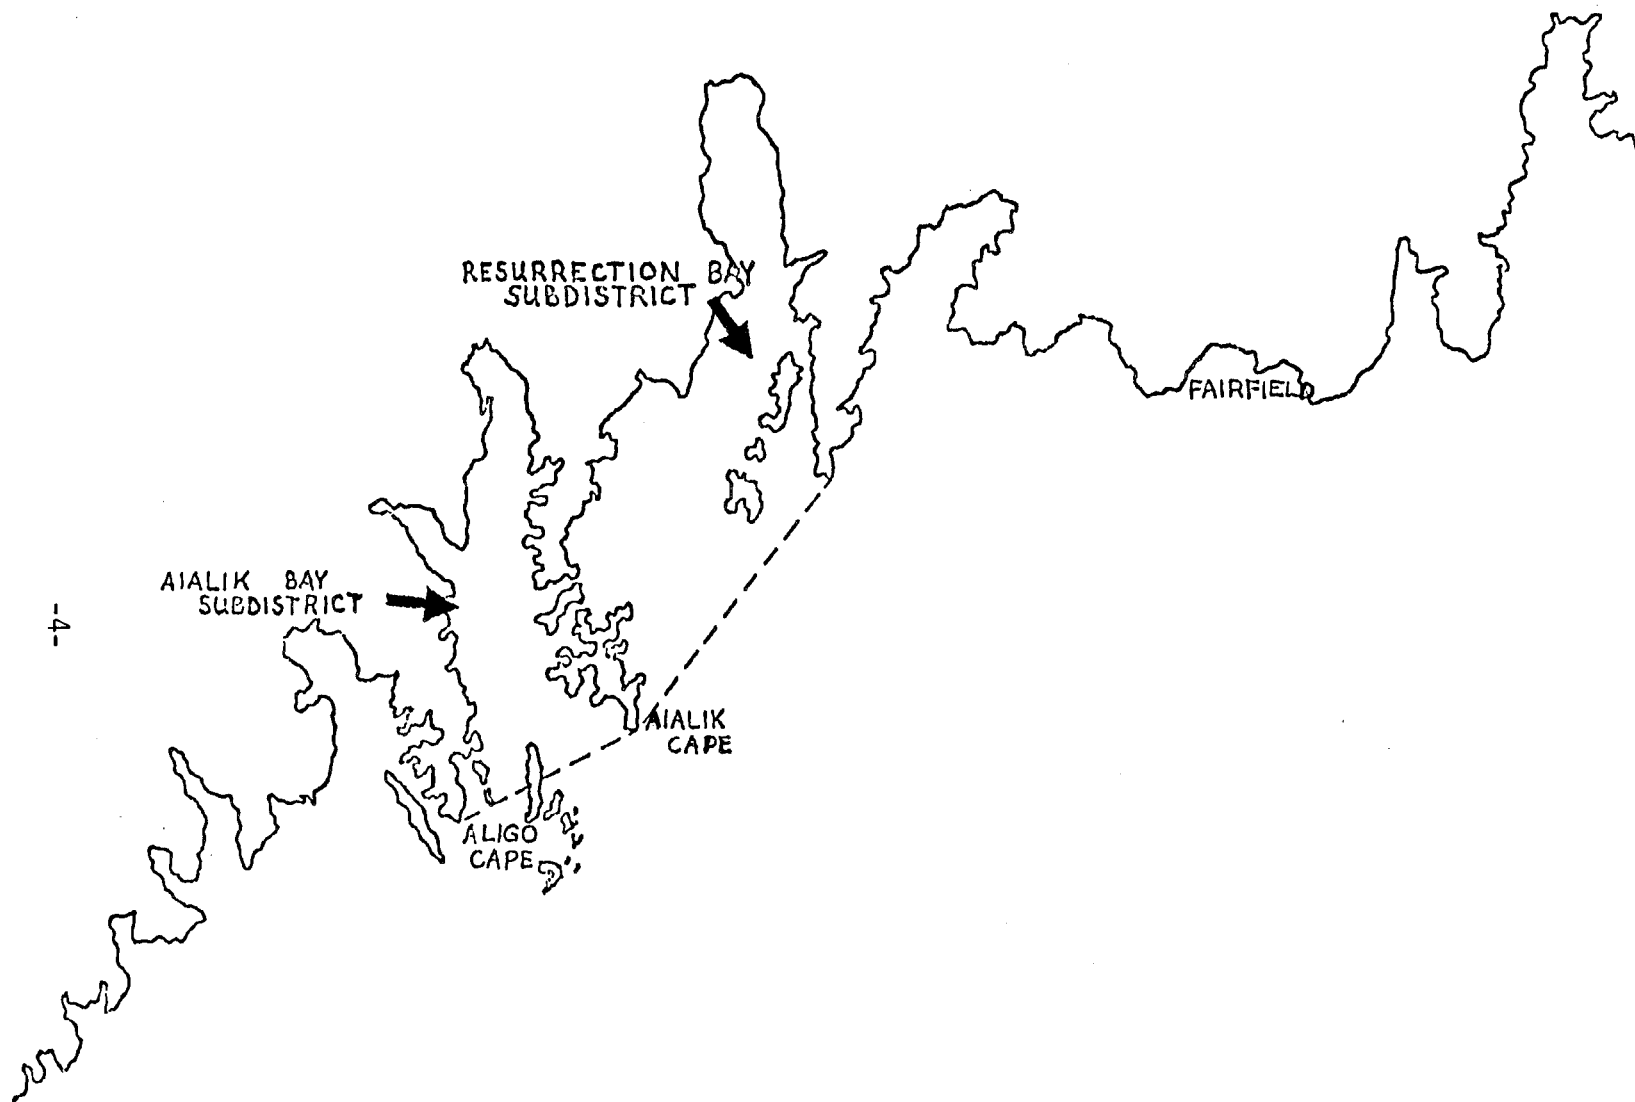 RESURRECTION BAY
SUBDISTRICT
FAIRFIELD
AIALIK BAY
SUBDISTRICT
-4-
AIALIK
CAPE
ALIGO
CAPE